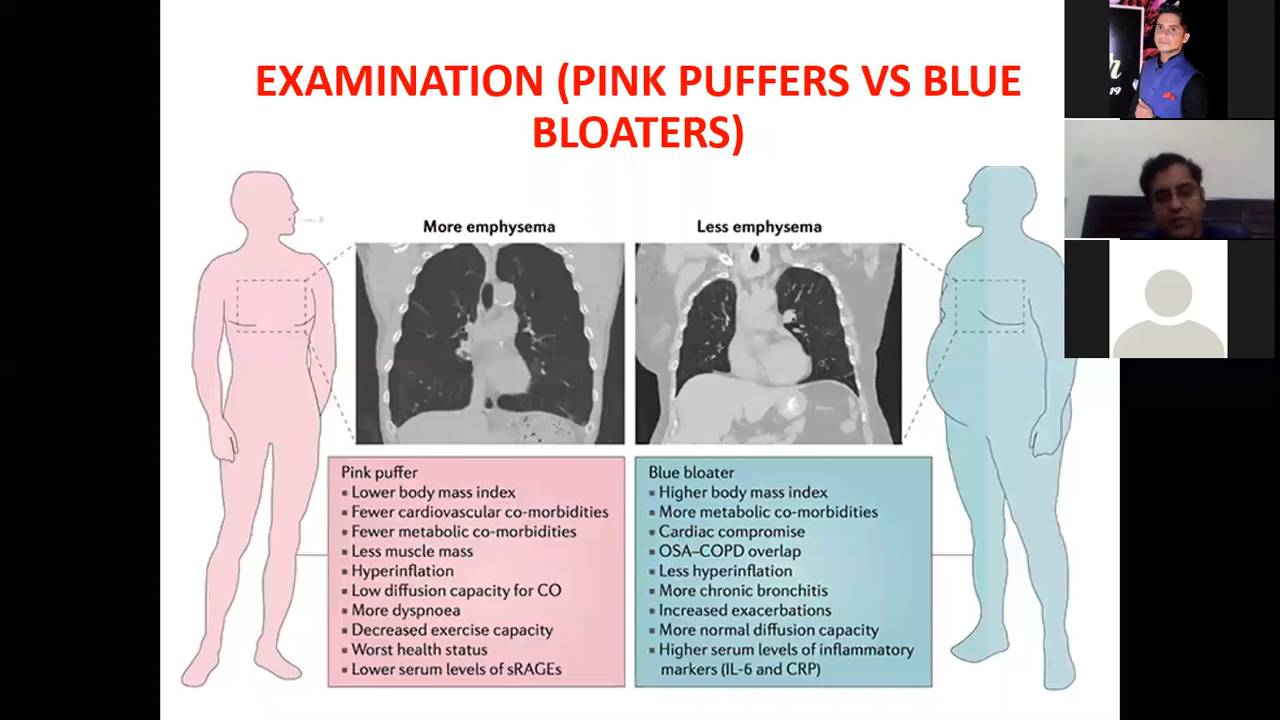 EXAMINATION (PINK PUFFERS VS BLUE
BLOATERS)
More emphysema
Less emphysema
Pink puffer
▪ Lower body mass index
▪ Fewer cardiovascular co-morbidities
▪ Fewer metabolic co-morbidities
▪ Less muscle mass
▪ Hyperinflation
▪ Low diffusion capacity for CO
▪ More dyspnoea
▪ Decreased exercise capacity
▪ Worst health status
▪ Lower serum levels of sRAGEs
Blue bloater
▪ Higher body mass index
▪ More metabolic co-morbidities
▪ Cardiac compromise
▪ OSA–COPD overlap
▪ Less hyperinflation
▪ More chronic bronchitis
▪ Increased exacerbations
▪ More normal diffusion capacity
▪ Higher serum levels of inflammatory
markers (IL-6 and CRP)
19